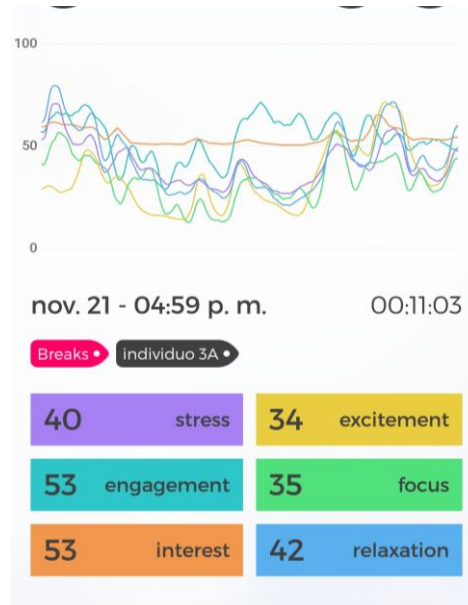 100
50
0
nov. 21 - 04:59 p. m. 00:11:03
Breaks individuo 3A
40 stress 34 excitement
53 engagement 35 focus
53 interest 42 relaxation